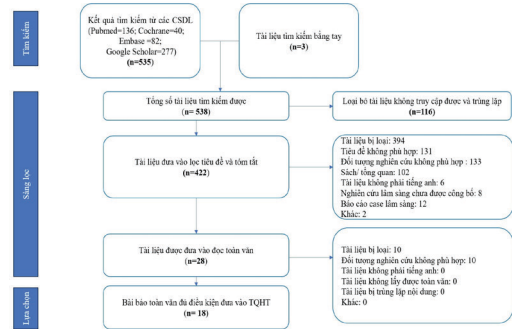 Tìm kiếm
Kết quả tìm kiếm từ các CSDL
(Pubmed=136; Cochrane=40;
Embase =82;
Google Scholar=277)
(n=535)
Tài liệu tìm kiếm bằng tay
(n=3)
Sàng lọc
Tổng số tài liệu tìm kiếm được
(n= 538)
Loại bỏ tài liệu không truy cập được và trùng lặp
(n=116)
Tài liệu đưa vào lọc tiêu đề và tóm tắt
(n=422)
Tài liệu bị loại: 394
Tiêu đề không phù hợp: 131
Đối tượng nghiên cứu không phù hợp : 133
Sách/ tổng quan: 102
Tài liệu không phải tiếng anh: 6
Nghiên cứu lâm sàng chưa được công bố: 8
Báo cáo case lâm sàng: 12
Khác: 2
Tài liệu được đưa vào đọc toàn văn
(n=28)
Tài liệu bị loại: 10
Đối tượng nghiên cứu không phù hợp: 10
Tài liệu không phải tiếng anh: 0
Tài liệu không lấy được toàn văn: 0
Tài liệu bị trùng lặp nội dung: 0
Khác: 0
Lựa chọn
Bài báo toàn văn đủ điều kiện đưa vào TQHT
(n= 18)